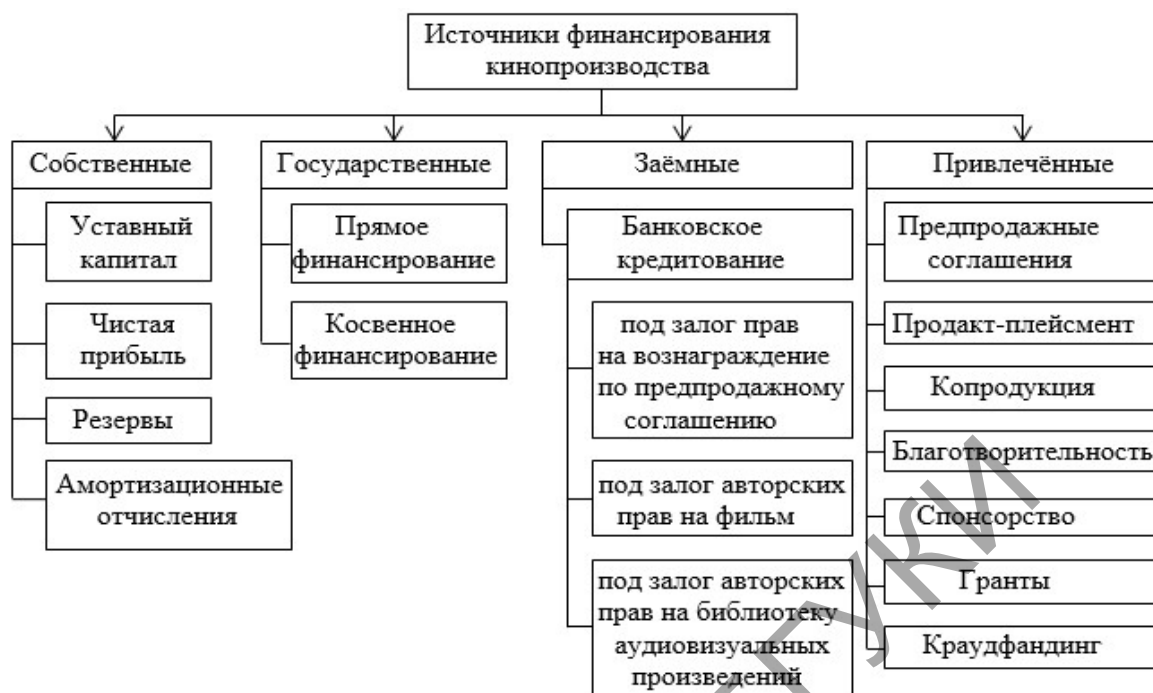 Источники финансирования
кинопроизводства
Собственные
Уставный
капитал
Чистая
прибыль
Резервы
Амортизационные
отчисления
Государственные
Прямое
финансирование
Косвенное
финансирование
Заёмные
Банковское
кредитование
под залог прав
на вознаграждение
по предпродажному
соглашению
под залог авторских
прав на фильм
под залог авторских
прав на библиотеку
аудиовизуальных
произведений
Привлечённые
Предпродажные
соглашения
Продакт-плейсмент
Копродукция
Благотворительность
Спонсорство
Гранты
Краудфандинг
ГУКИ